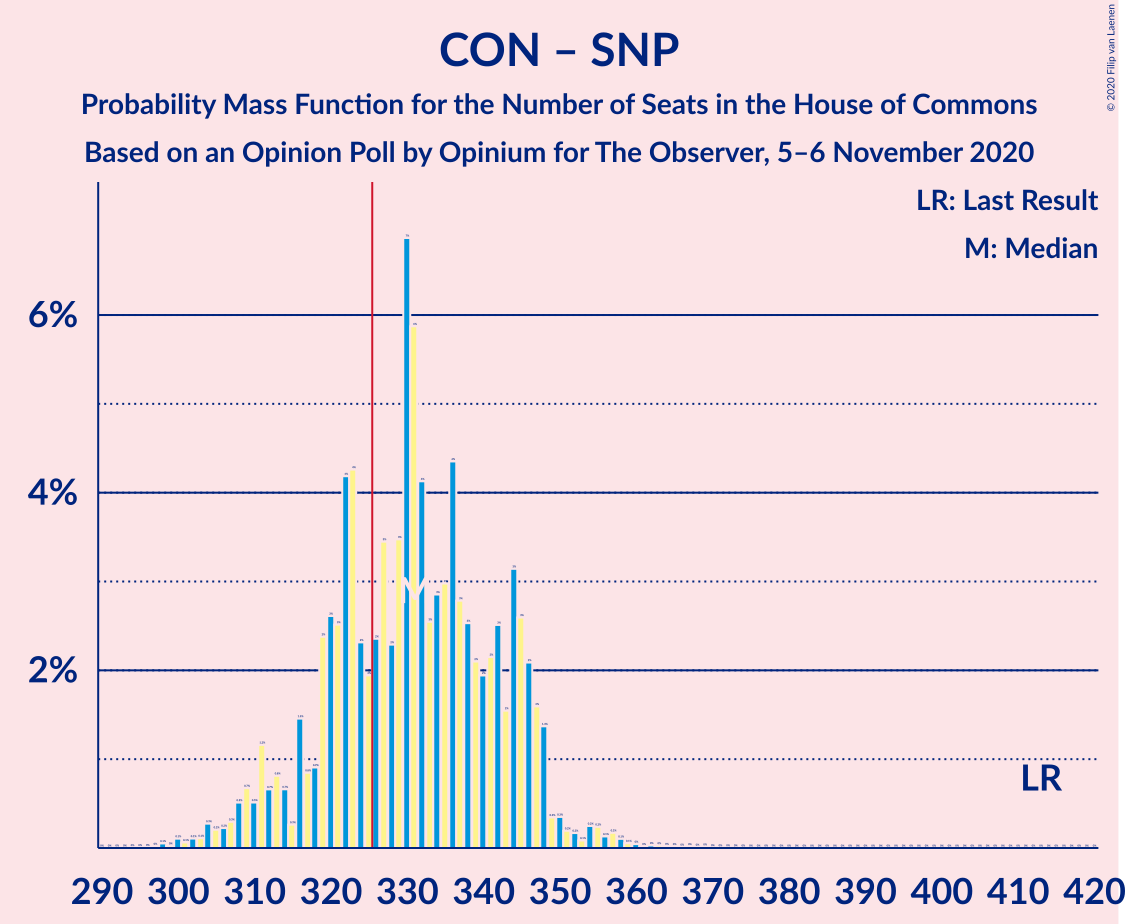 CON – SNP
Probability Mass Function for the Number of Seats in the House of Commons
Based on an Opinion Poll by Opinium for The Observer, 5–6 November 2020
© 2020 Filip van Laenen
LR: Last Result
M: Median
6%
4%
2%
M
LR
290 300 310 320 330 340 350 360 370 380 390 400 410 420